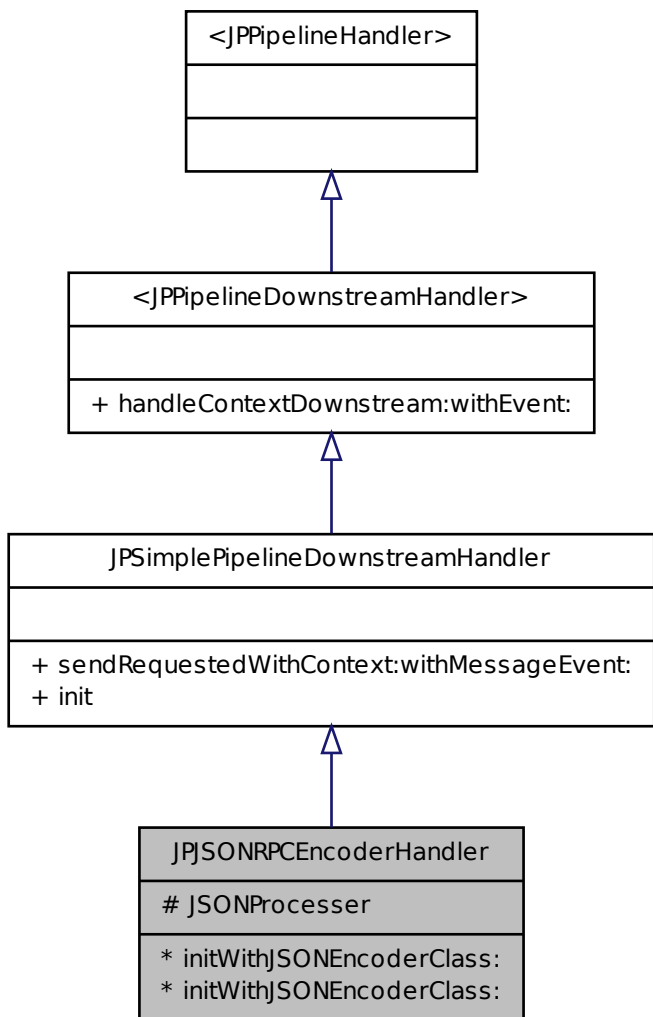 <JPPipelineHandler>
<JPPipelineDownstreamHandler>
+ handleContextDownstream:withEvent:
JPSimplePipelineDownstreamHandler
+ sendRequestedWithContext:withMessageEvent:
+ init
JPJSONRPCEncoderHandler
# JSONProcesser
* initWithJSONEncoderClass:
* initWithJSONEncoderClass: